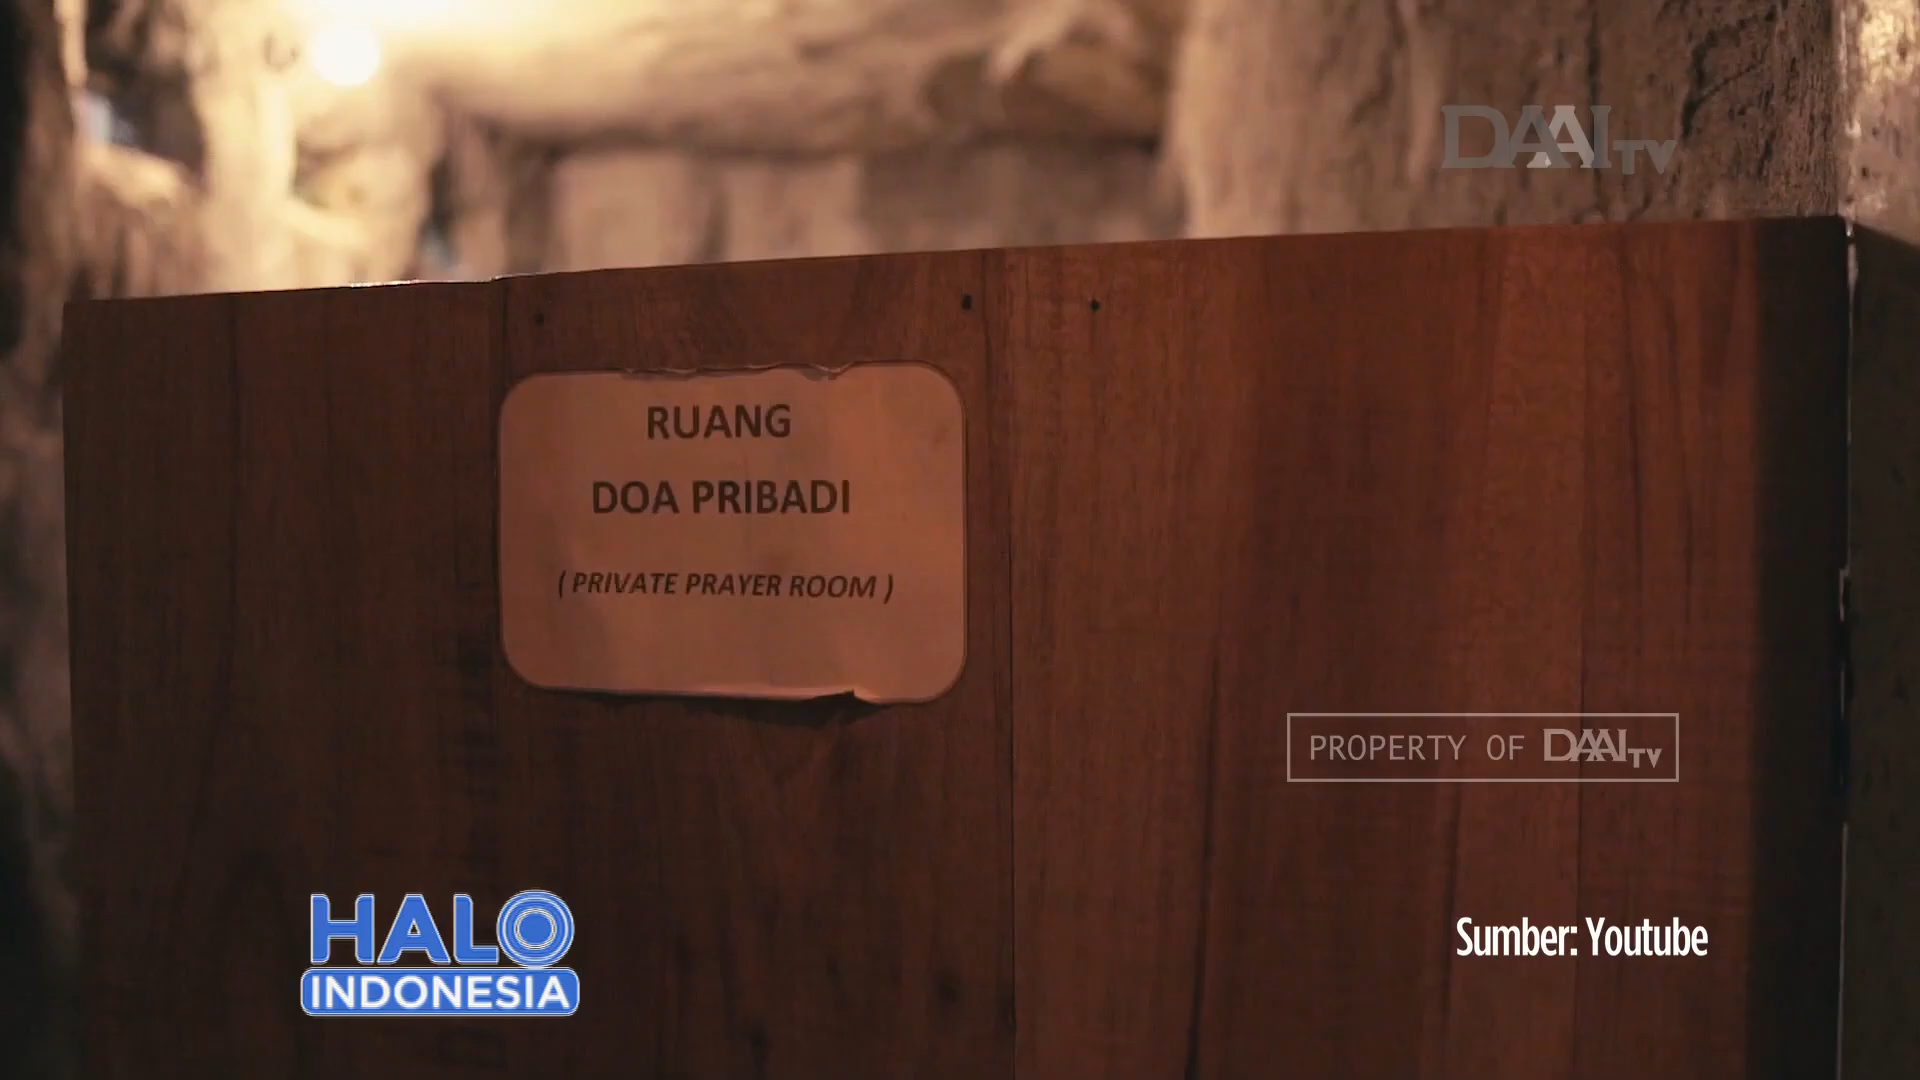 DAAI TV
RUANG
DOA PRIBADI
( PRIVATE PRAYER ROOM )
PROPERTY OF DAAI TV
HALO
INDONESIA
Sumber: Youtube